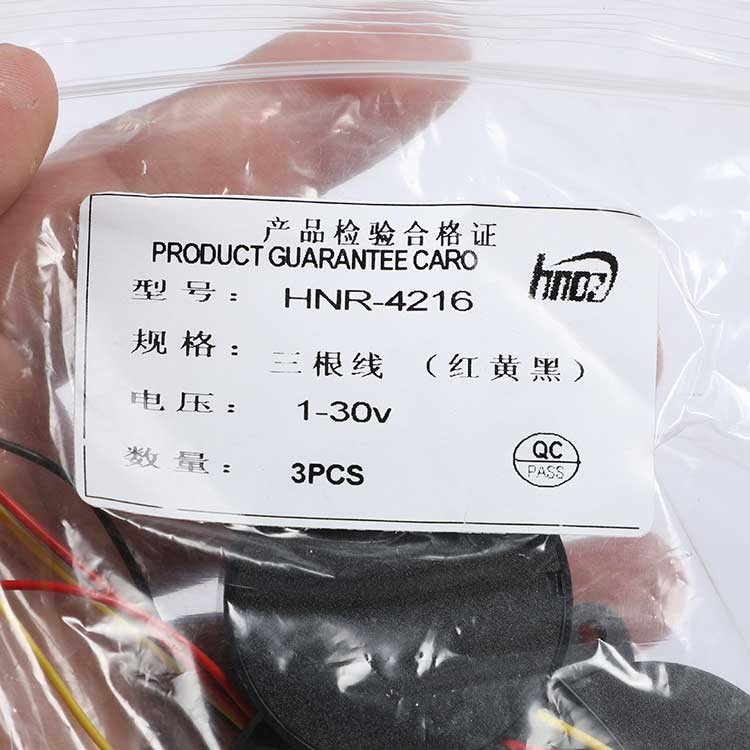 产品检验合格证
PRODUCT GUARANTEE CARO
hndz
型号： HNR-4216
规格： 三根线 （红黄黑）
电压： 1-30v
数量： 3PCS
QC
PASS